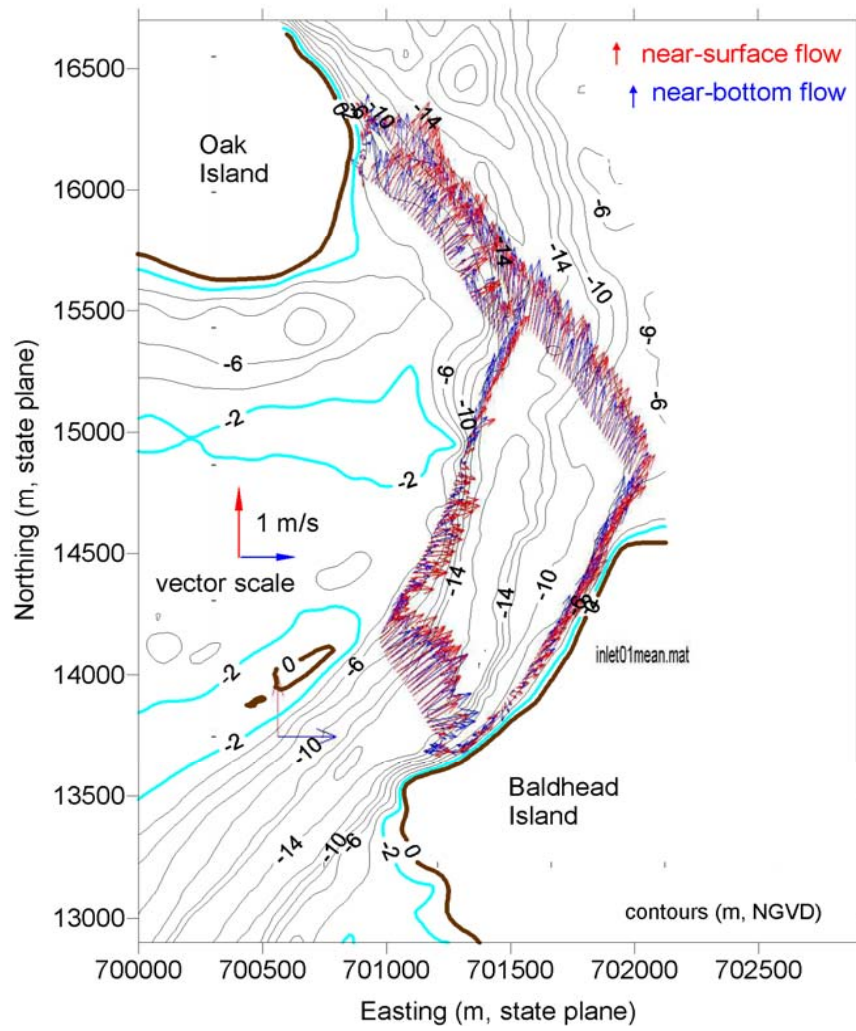 near-surface flow
near-bottom flow
16500
16000
15500
15000
14500
14000
13500
13000
Northing (m, state plane)
Oak
Island
-10
-14
-6
-14
-14
-10
-6
-6
-6
-6
-10
-2
-2
1 m/s
vector scale
-14
-10
-14
0
-6
-2
-2
-10
inlet01mean.mat
Baldhead
Island
-14
-10
-6
-2
0
contours (m, NGVD)
700000 700500 701000 701500 702000 702500
Easting (m, state plane)